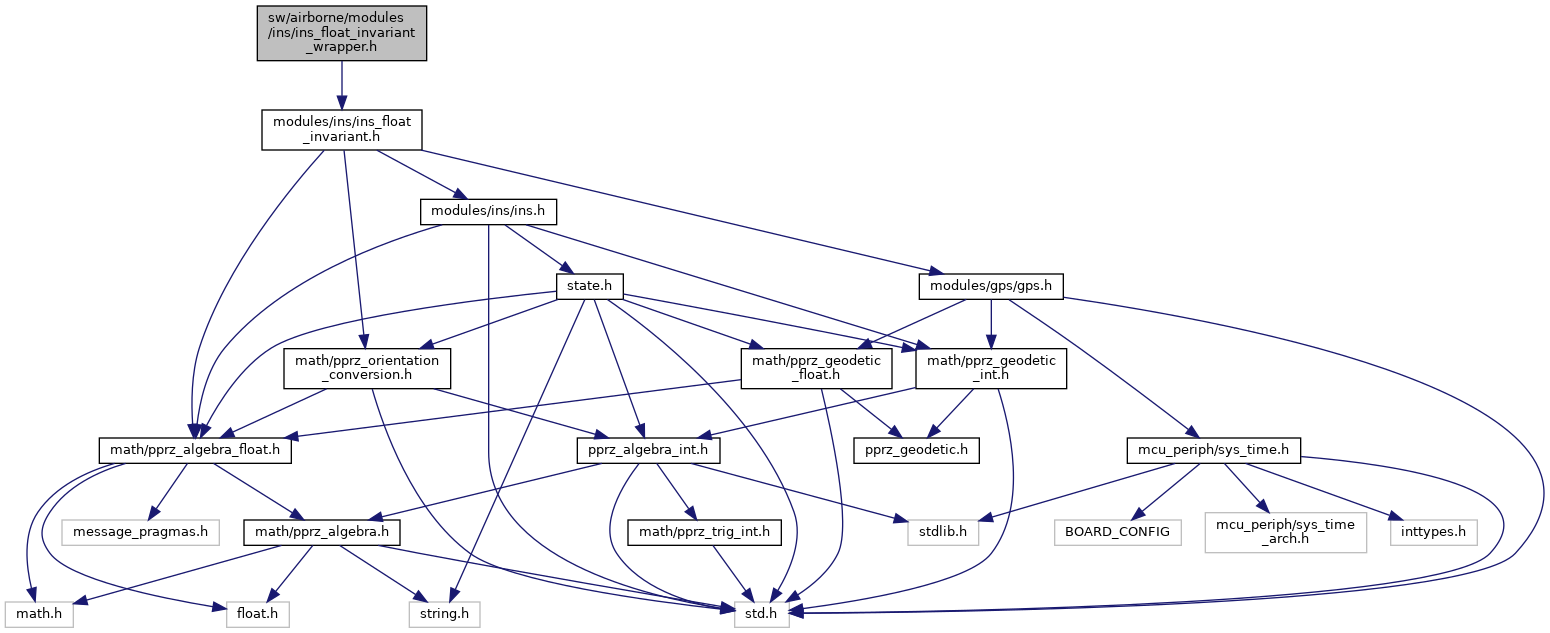 sw/airborne/modules
/ins/ins_float_invariant
_wrapper.h
modules/ins/ins_float
_invariant.h
modules/ins/ins.h
state.h
modules/gps/gps.h
math/pprz_orientation
_conversion.h
math/pprz_geodetic
_float.h
math/pprz_geodetic
_int.h
math/pprz_algebra_float.h
pprz_algebra_int.h
pprz_geodetic.h
mcu_periph/sys_time.h
message_pragmas.h
math/pprz_algebra.h
math/pprz_trig_int.h
stdlib.h
BOARD_CONFIG
mcu_periph/sys_time
_arch.h
inttypes.h
math.h
float.h
string.h
std.h